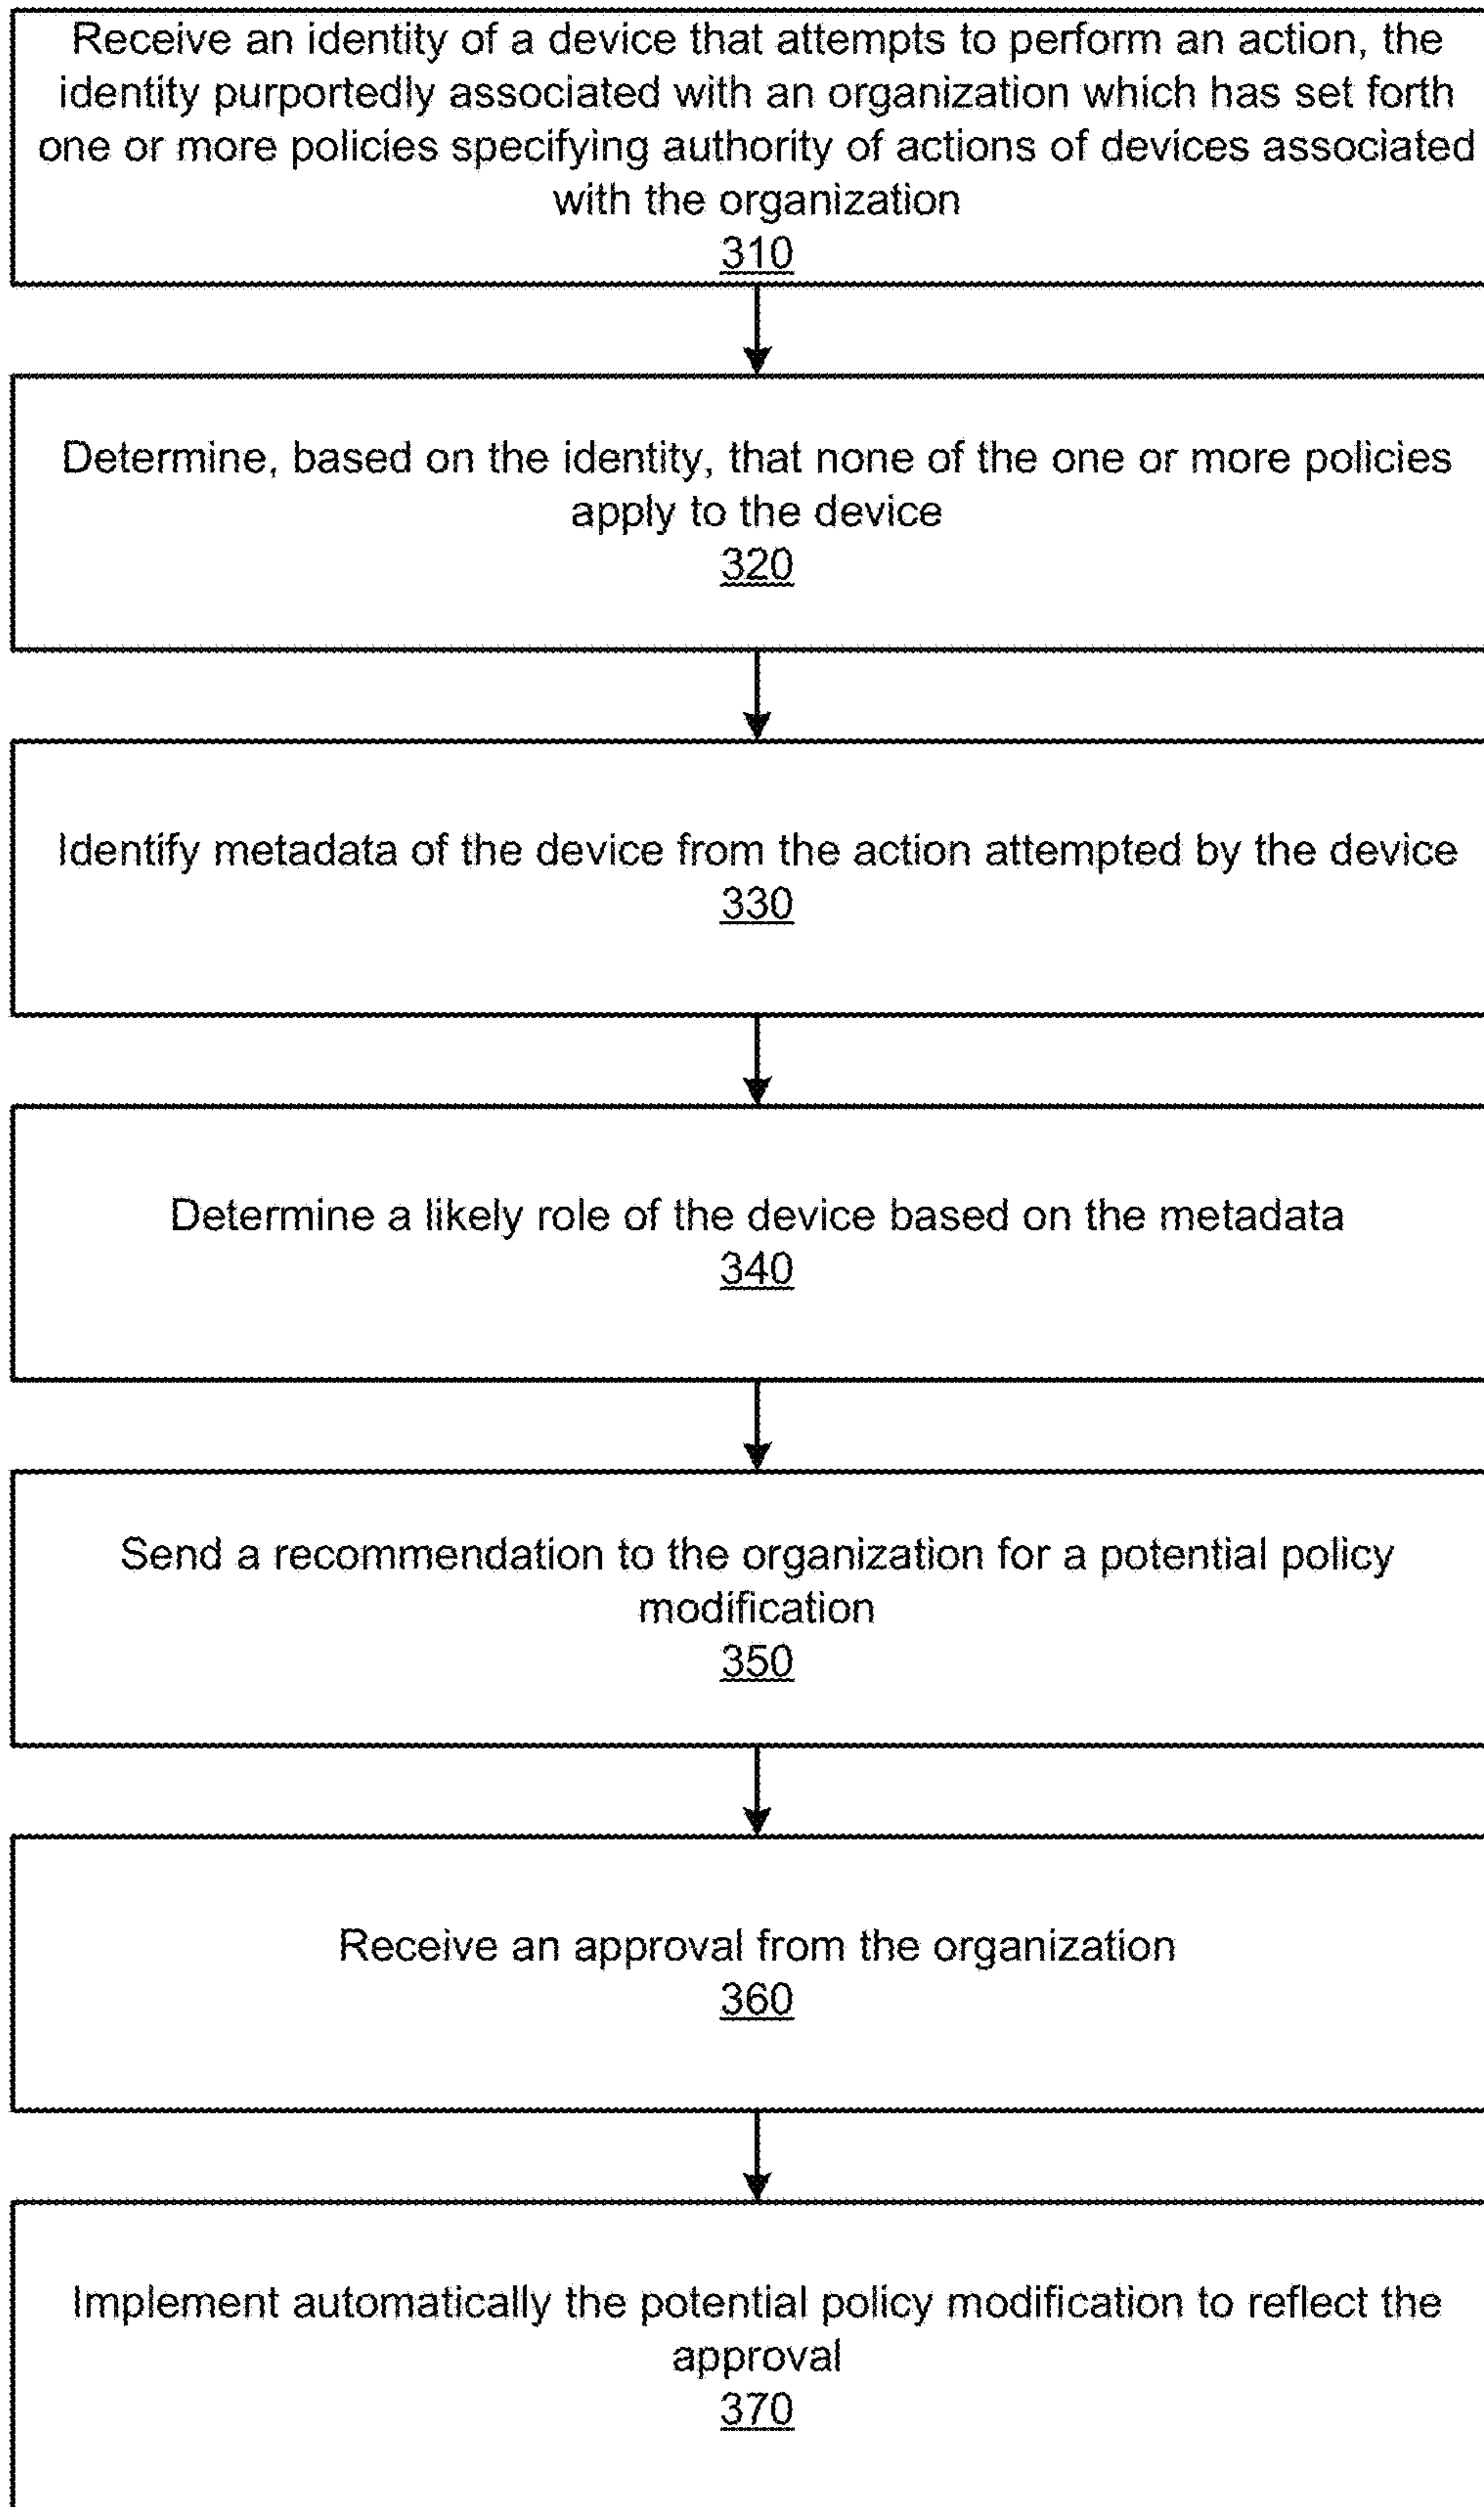 Receive an identity of a device that attempts to perform an action, the
identity purportedly associated with an organization which has set forth
one or more policies specifying authority of actions of devices associated
with the organization
310
Determine, based on the identity, that none of the one or more policies
apply to the device
320
Identify metadata of the device from the action attempted by the device
330
Determine a likely role of the device based on the metadata
340
Send a recommendation to the organization for a potential policy
modification
350
Receive an approval from the organization
360
Implement automatically the potential policy modification to reflect the
approval
370